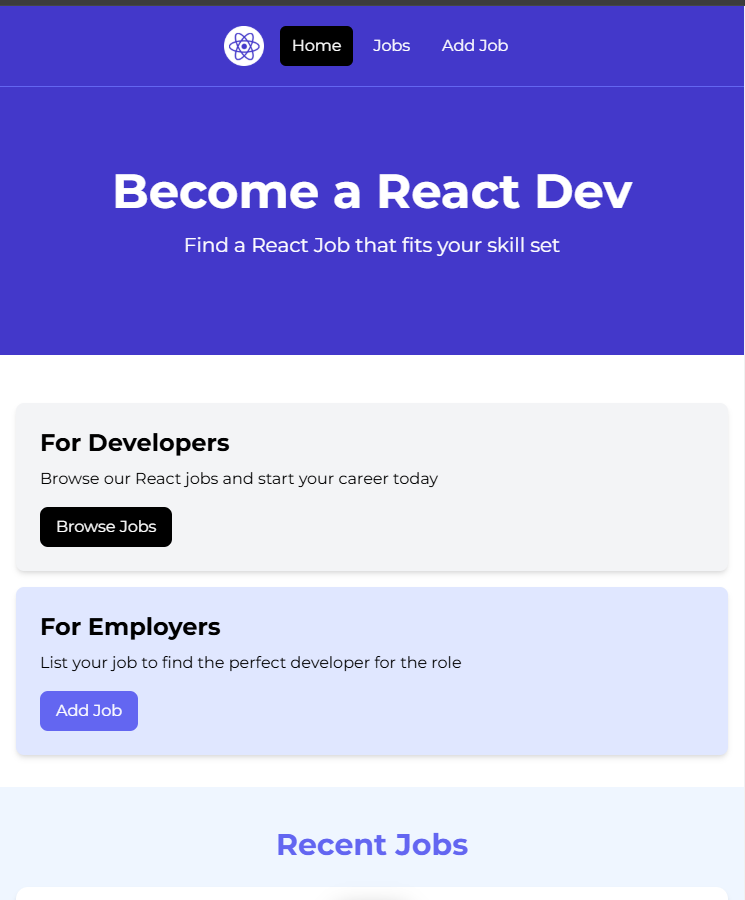 Home Jobs Add Job
Become a React Dev
Find a React Job that fits your skill set
For Developers
Browse our React jobs and start your career today
Browse Jobs
For Employers
List your job to find the perfect developer for the role
Add Job
Recent Jobs